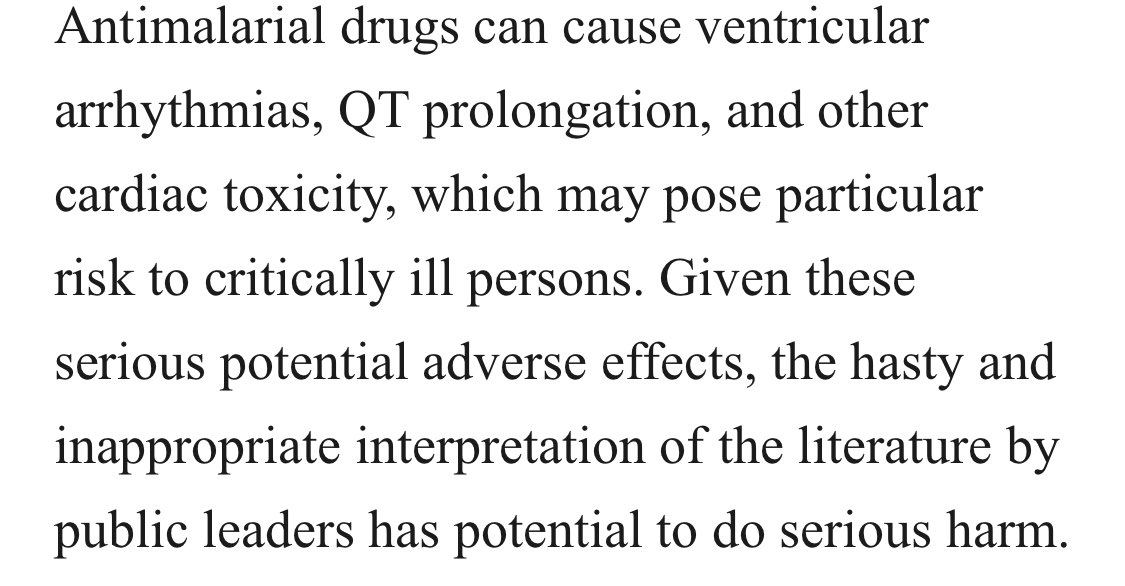 Antimalarial drugs can cause ventricular
arrhythmias, QT prolongation, and other
cardiac toxicity, which may pose particular
risk to critically ill persons. Given these
serious potential adverse effects, the hasty and
inappropriate interpretation of the literature by
public leaders has potential to do serious harm.